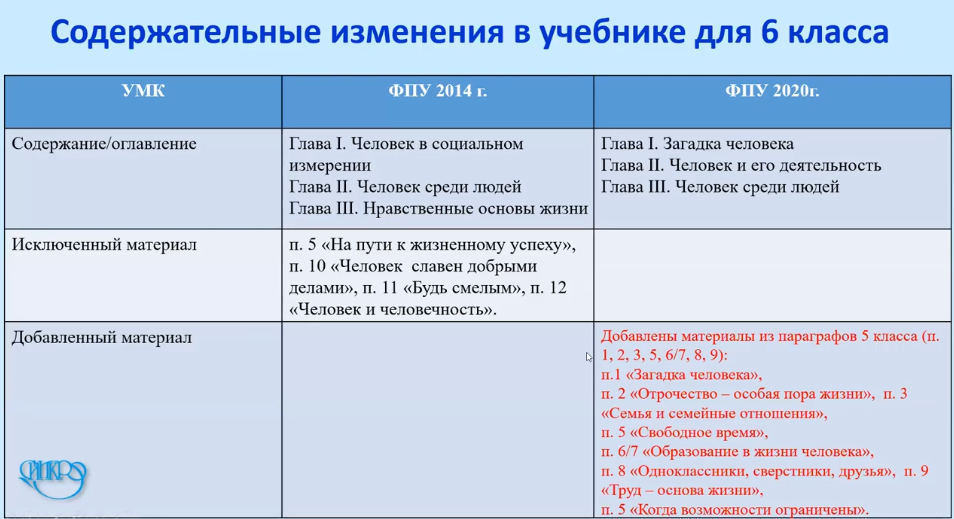 Содержательные изменения в учебнике для 6 класса
УМК
ФПУ 2014 г.
ФПУ 2020г.
Содержание/оглавление
Глава I. Человек в социальном
измерении
Глава II. Человек среди людей
Глава III. Нравственные основы жизни
Глава I. Загадка человека
Глава II. Человек и его деятельность
Глава III. Человек среди людей
Исключенный материал
п. 5 «На пути к жизненному успеху»,
п. 10 «Человек славен добрыми
делами», п. 11 «Будь смелым», п. 12
«Человек и человечность».
Добавленный материал
Добавлены материалы из параграфов 5 класса (п.
1, 2, 3, 5, 6/7, 8, 9):
п.1 «Загадка человека»,
п. 2 «Отрочество – особая пора жизни», п. 3
«Семья и семейные отношения»,
п. 5 «Свободное время»,
п. 6/7 «Образование в жизни человека»,
п. 8 «Одноклассники, сверстники, друзья», п. 9
«Труд – основа жизни»,
п. 5 «Когда возможности ограничены».